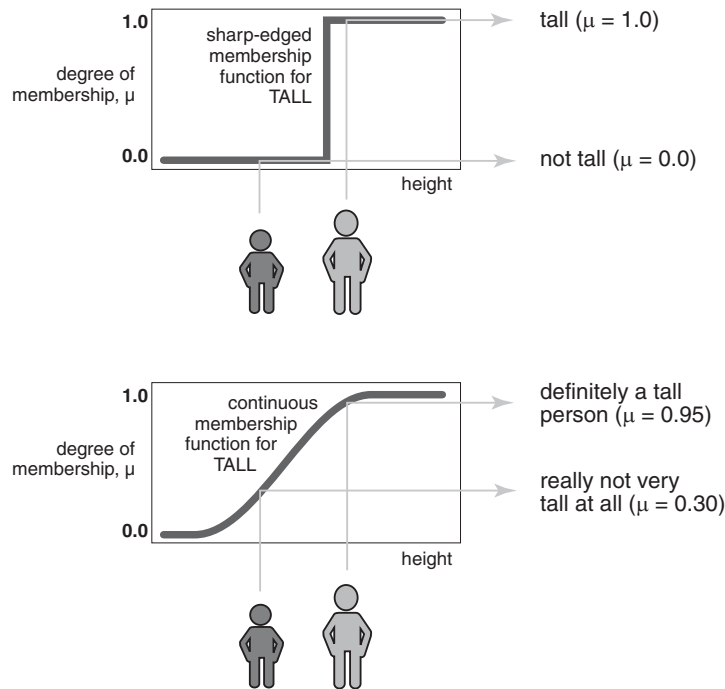 1.0
sharp-edged
membership
function for
TALL
degree of
membership, μ
0.0
height
tall (μ = 1.0)
not tall (μ = 0.0)
1.0
continuous
membership
function for
TALL
degree of
membership, μ
0.0
height
definitely a tall
person (μ = 0.95)
really not very
tall at all (μ = 0.30)